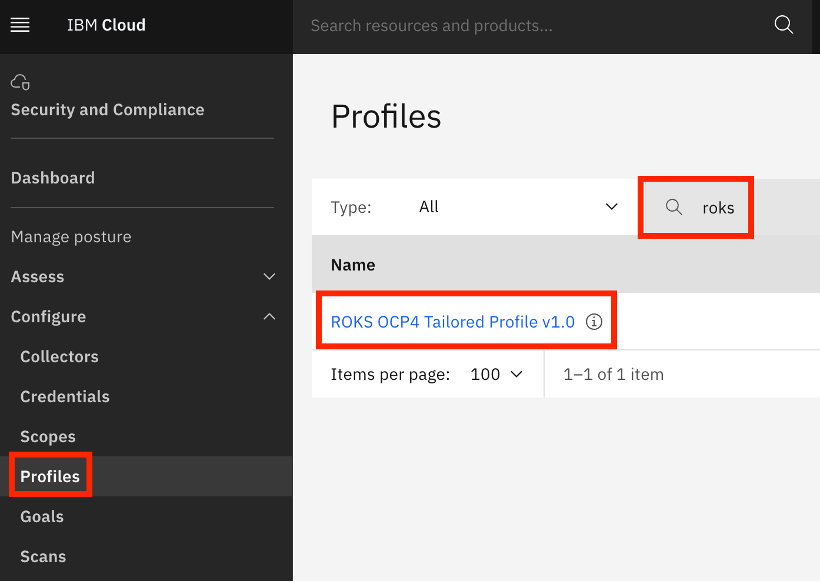 IBM Cloud
Search resources and products...
Security and Compliance
Dashboard
Manage posture
Assess
Configure
Collectors
Credentials
Scopes
Profiles
Goals
Scans
Profiles
Type: All
roks
Name
ROKS OCP4 Tailored Profile v1.0
Items per page: 100
1–1 of 1 item